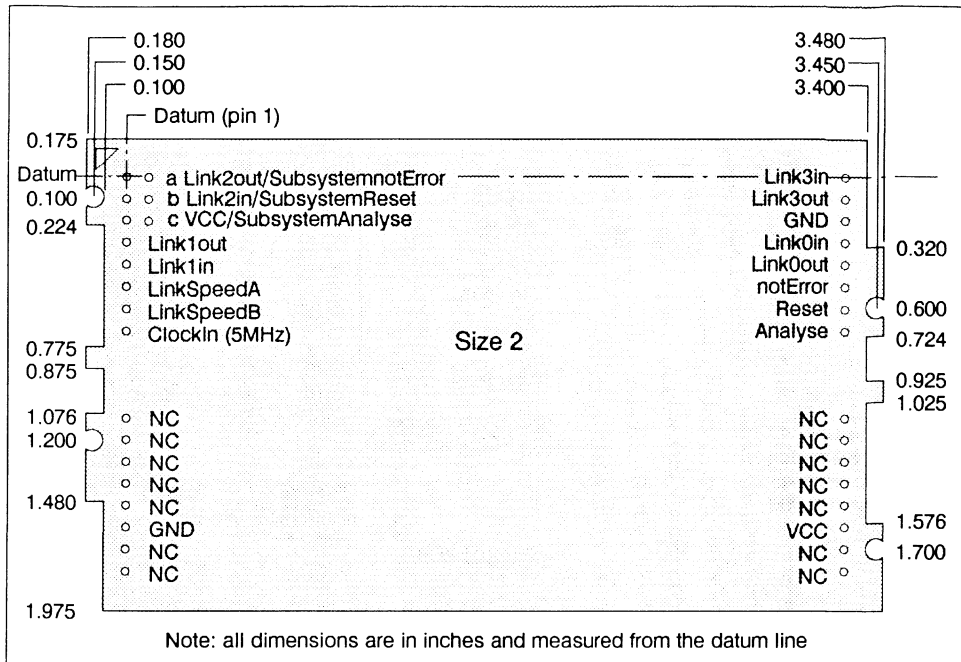 0.180
0.150
0.100
3.480
3.450
3.400
Datum (pin 1)
0.175
Datum
a Link2out/SubsystemnotError
Link3in
0.100
b Link2in/SubsystemReset
Link3out
0.224
c VCC/SubsystemAnalyse
GND
Link1out
Link0in
0.320
Link1in
Link0out
LinkSpeedA
notError
LinkSpeedB
Reset
0.600
ClockIn (5MHz)
Size 2
Analyse
0.724
0.775
0.875
0.925
1.025
1.076
NC
NC
1.200
NC
NC
NC
NC
NC
NC
1.480
NC
NC
GND
VCC
1.576
NC
NC
1.700
NC
NC
1.975
Note: all dimensions are in inches and measured from the datum line